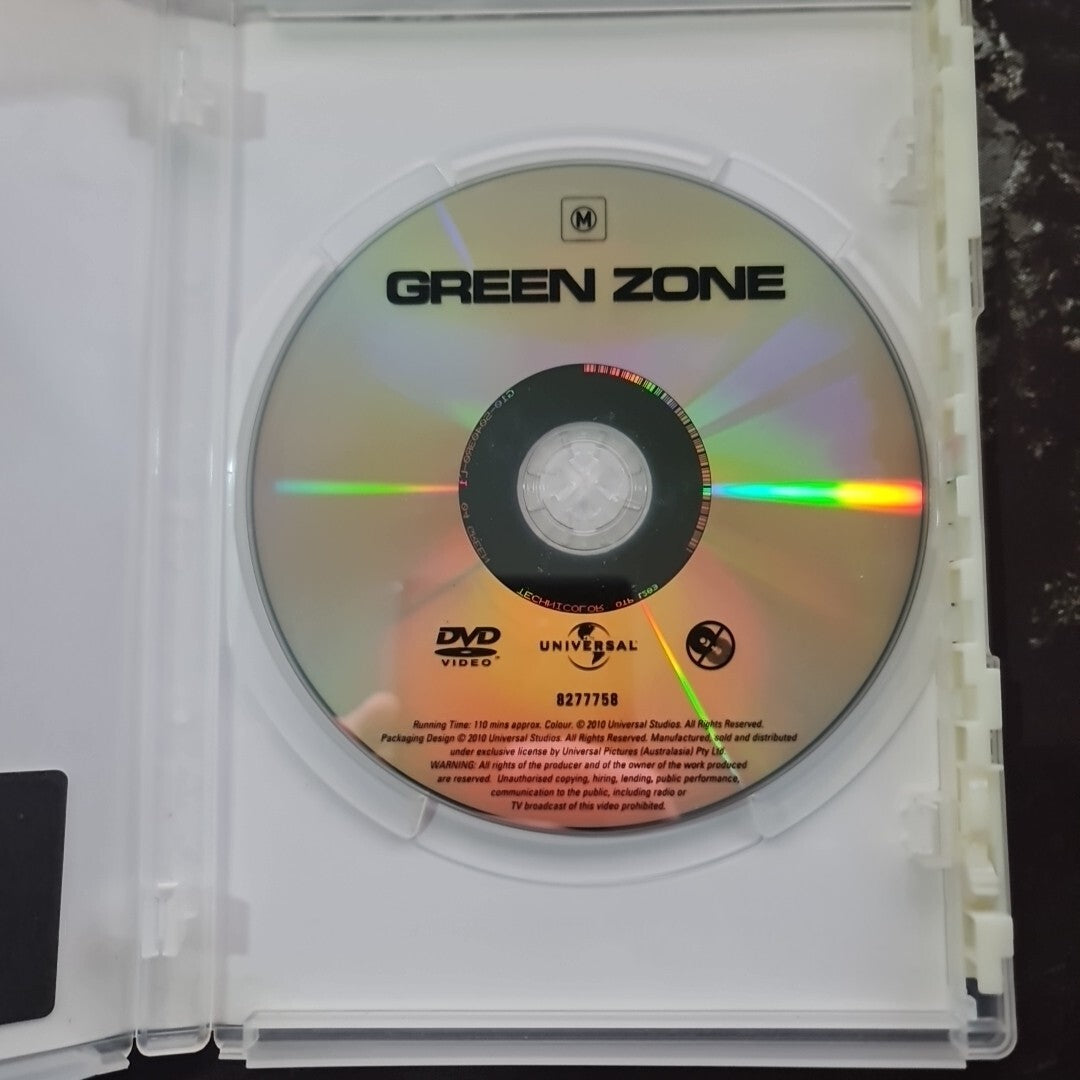 M
GREEN ZONE
TECHNICOLOR
DVD
VIDEO
UNIVERSAL
8277758
Running Time: 110 mins approx. Colour. © 2010 Universal Studios. All Rights Reserved.
Packaging Design © 2010 Universal Studios. All Rights Reserved. Manufactured, sold and distributed
under exclusive license by Universal Pictures (Australasia) Pty Ltd.
WARNING: All rights of the producer and of the owner of the work produced
are reserved. Unauthorised copying, hiring, lending, public performance,
communication to the public, including radio or
TV broadcast of this video prohibited.